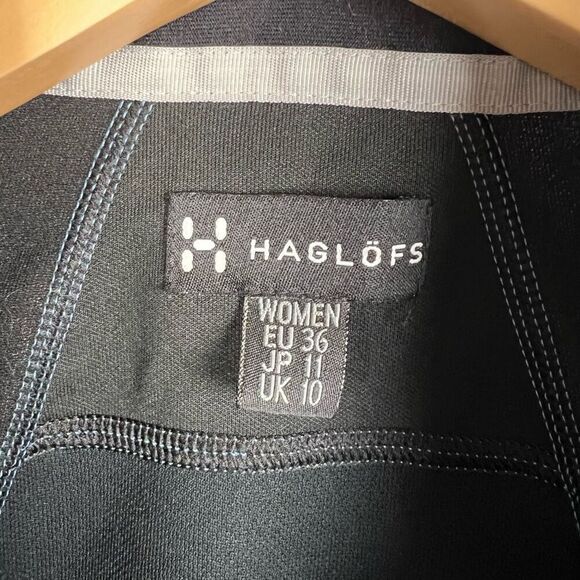 HAGLÖFS
WOMEN
EU 36
JP 11
UK 10